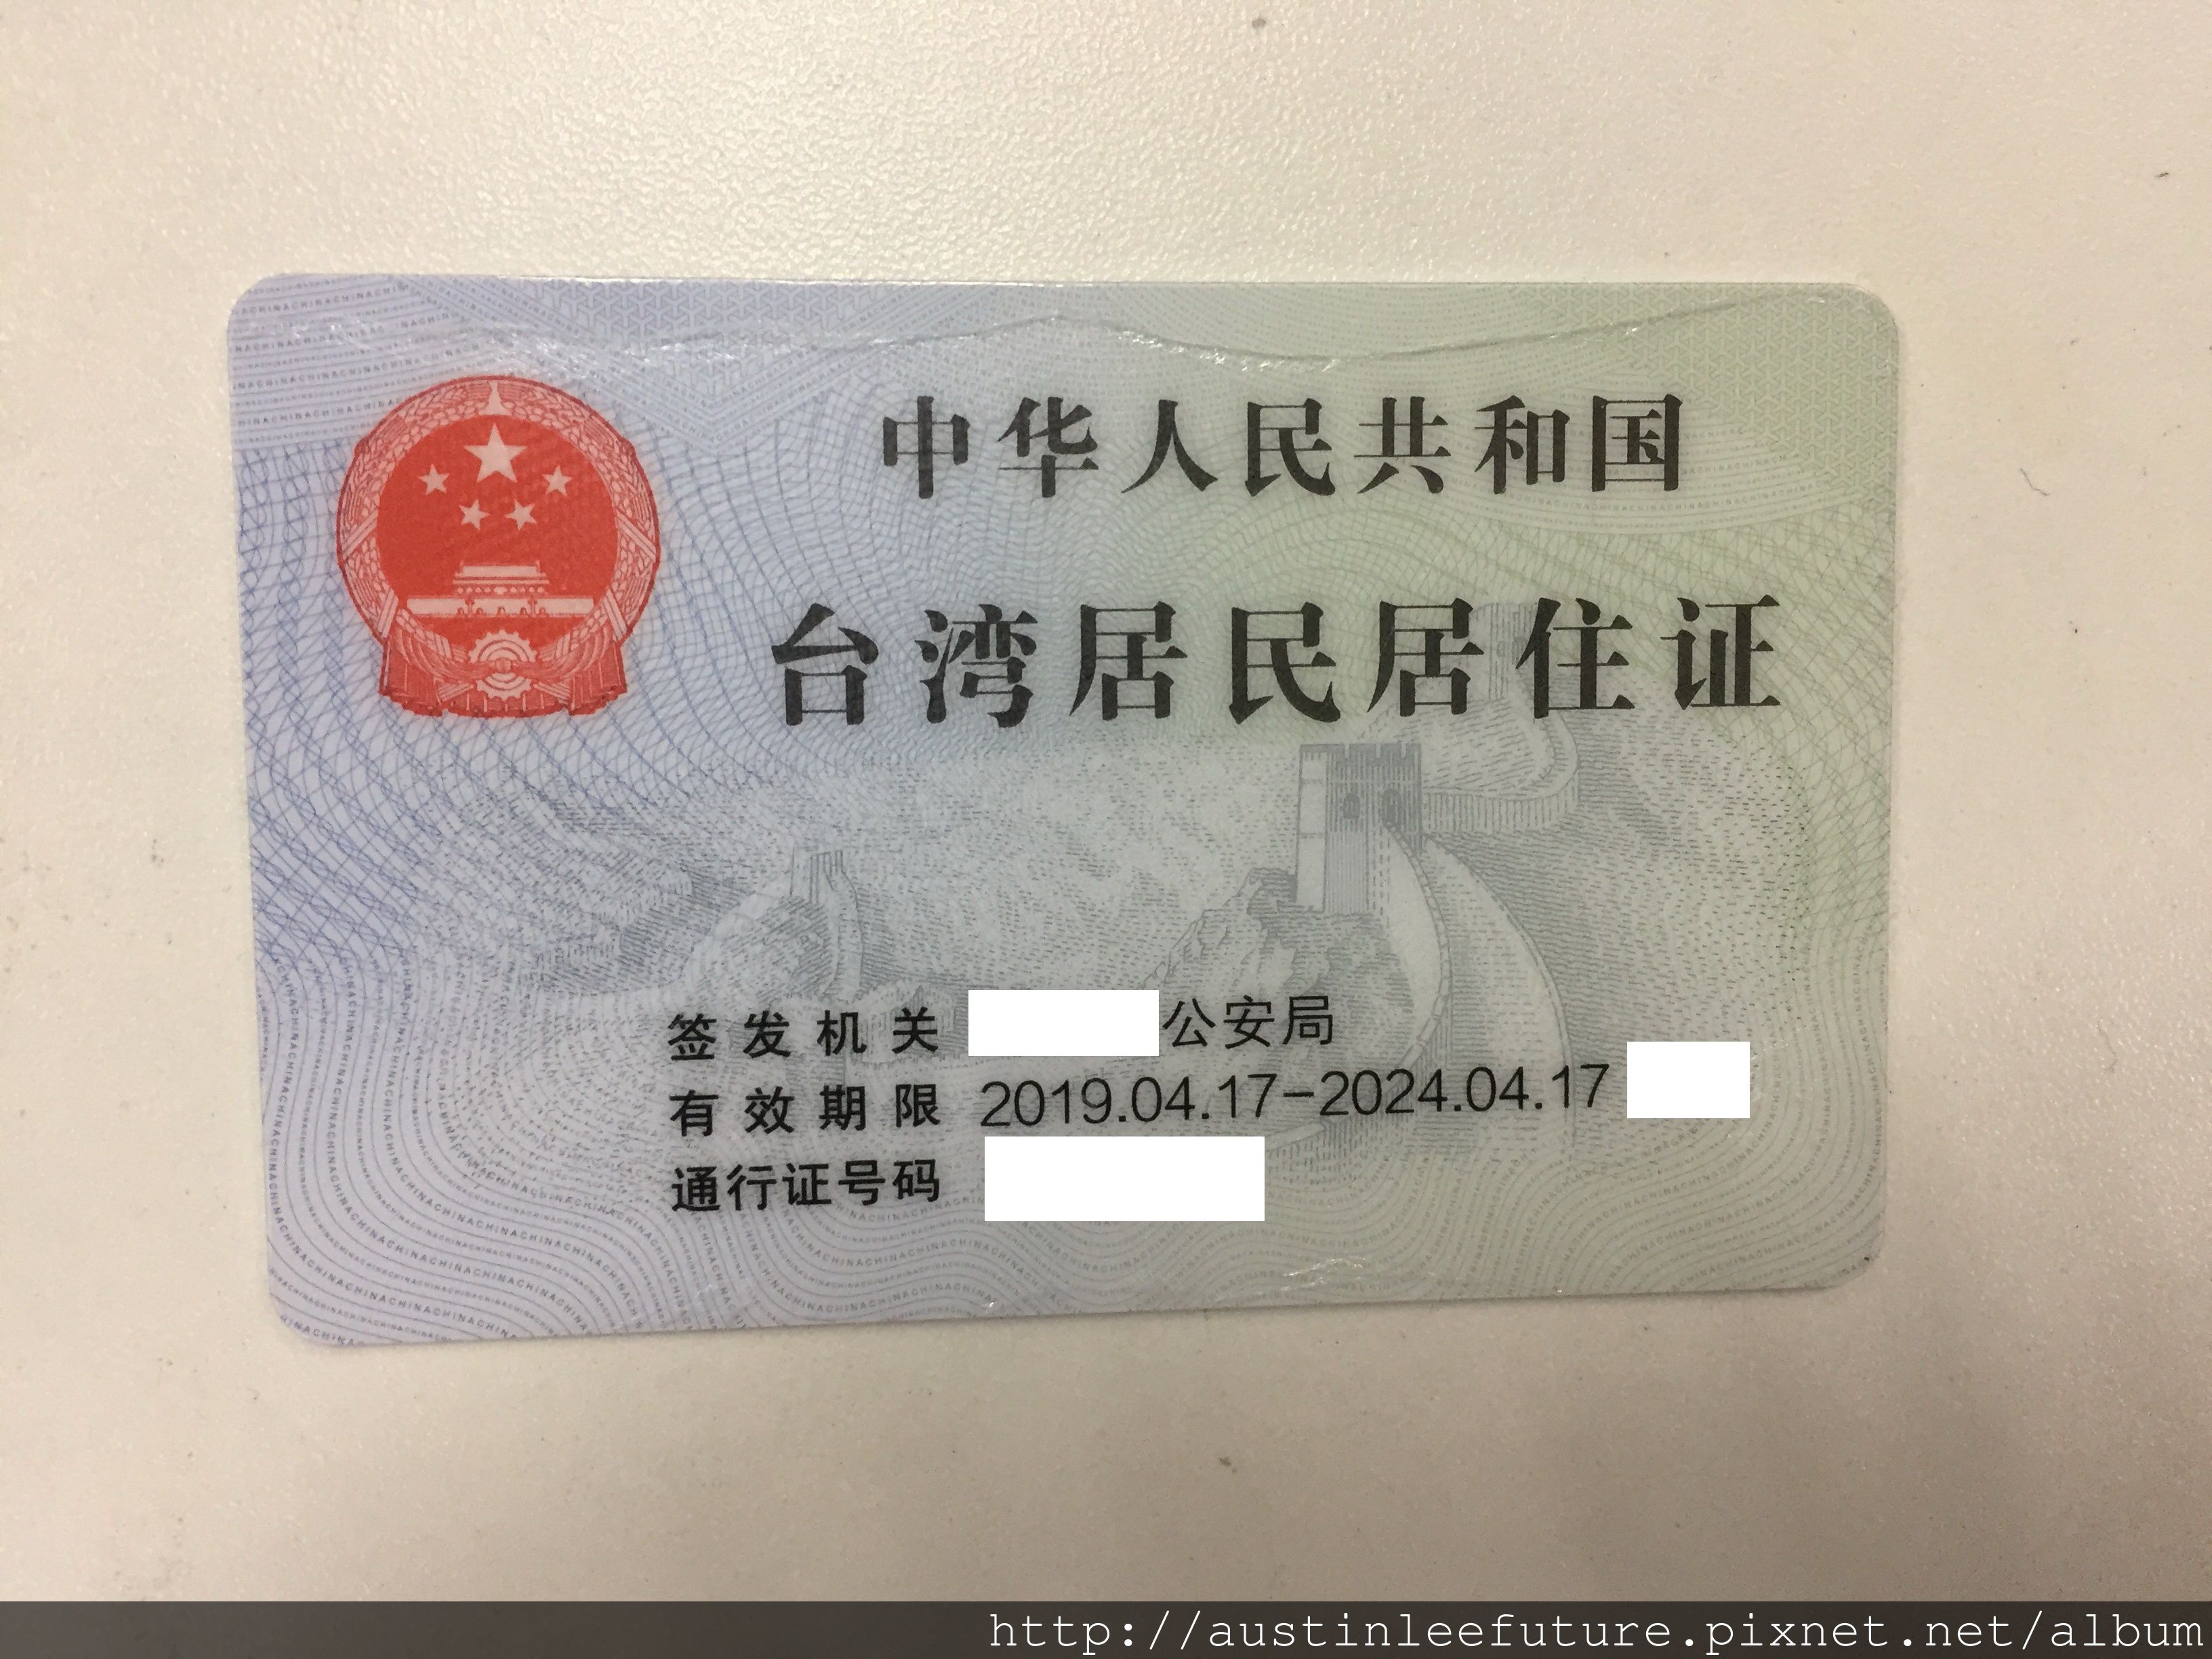 中华人民共和国
台湾居民居住证
签发机关 公安局
有效期限 2019.04.17-2024.04.17
通行证号码
http://austinleefuture.pixnet.net/album